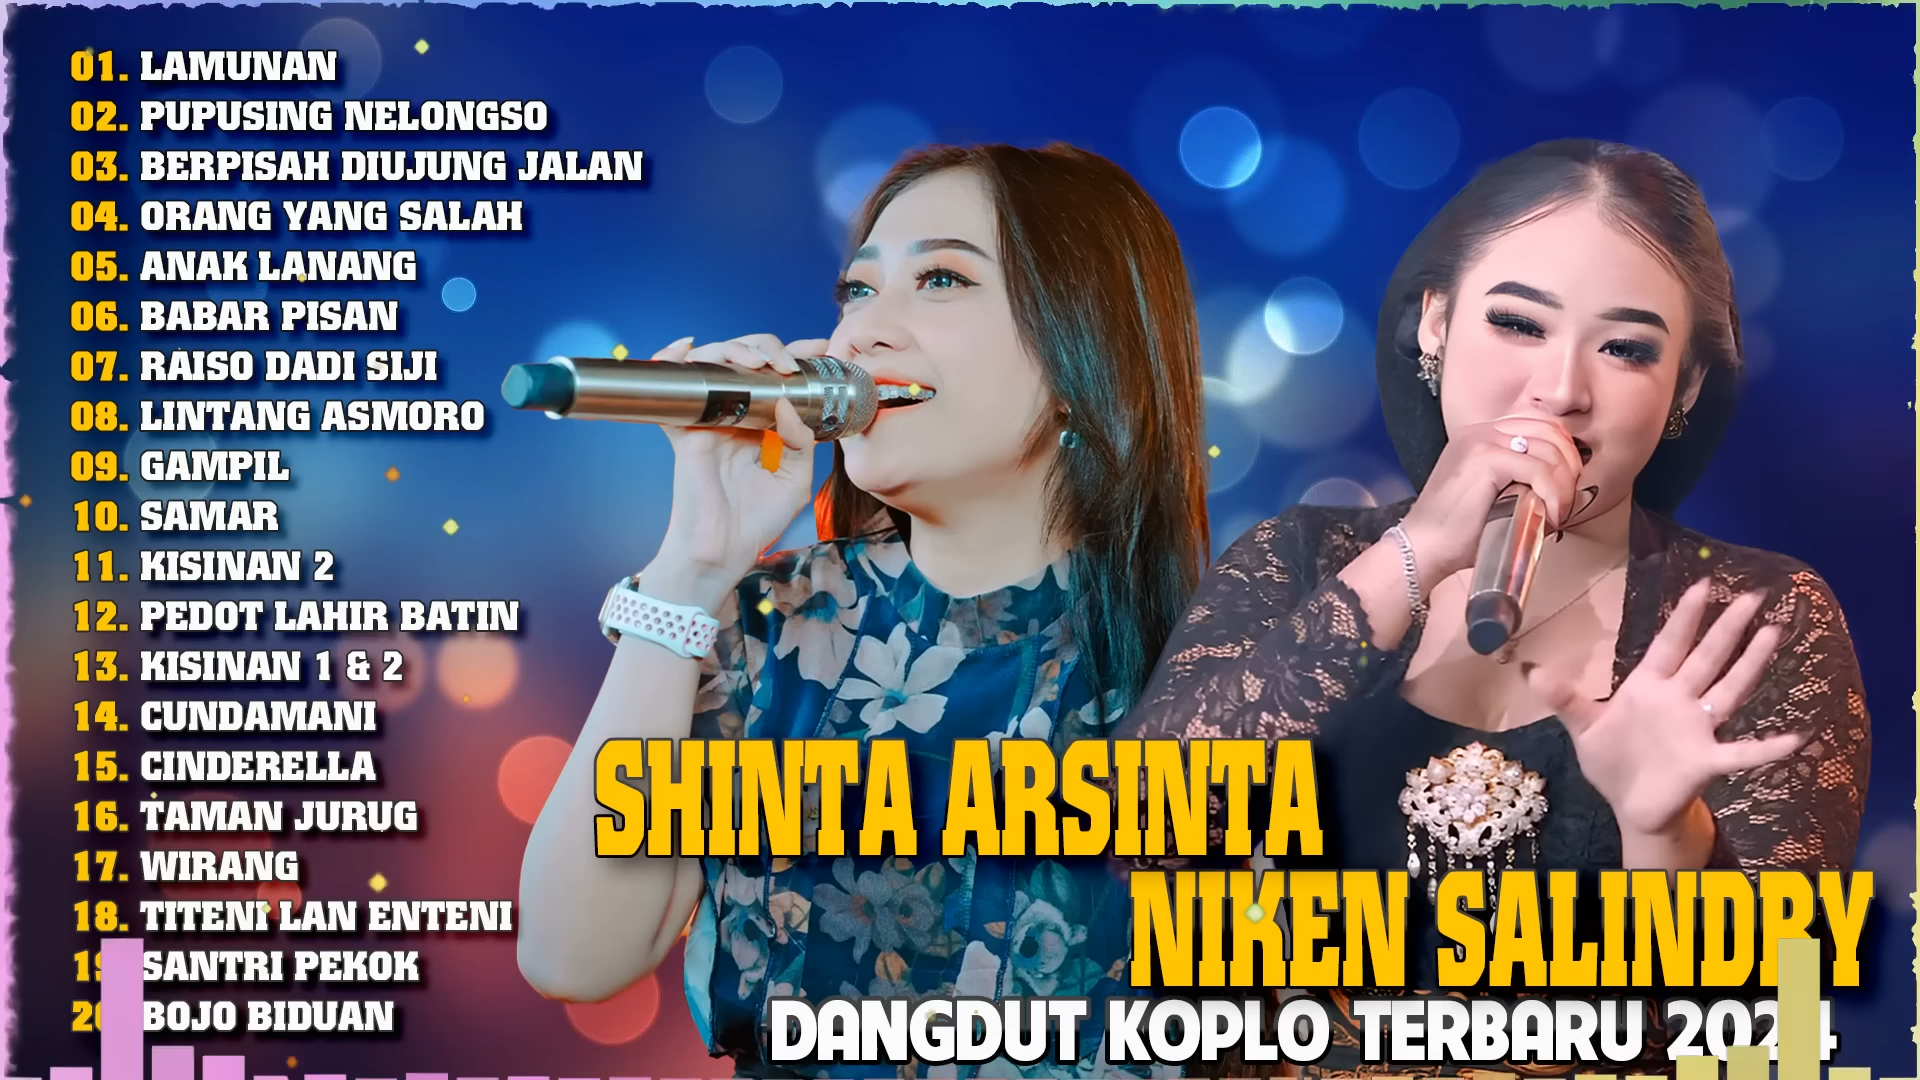 01. LAMUNAN
02. PUPUSING NELONGSO
03. BERPISAH DIUJUNG JALAN
04. ORANG YANG SALAH
05. ANAK LANANG
06. BABAR PISAN
07. RAISO DADI SIJI
08. LINTANG ASMORO
09. GAMPIL
10. SAMAR
11. KISINAN 2
12. PEDOT LAHIR BATIN
13. KISINAN 1 & 2
14. CUNDAMANI
15. CINDERELLA
16. TAMAN JURUG
17. WIRANG
18. TITENI LAN ENTENI
19. SANTRI PEKOK
20. BOJO BIDUAN
SHINTA ARSINTA
NIKEN SALINDRY
DANGDUT KOPLO TERBARU 2024